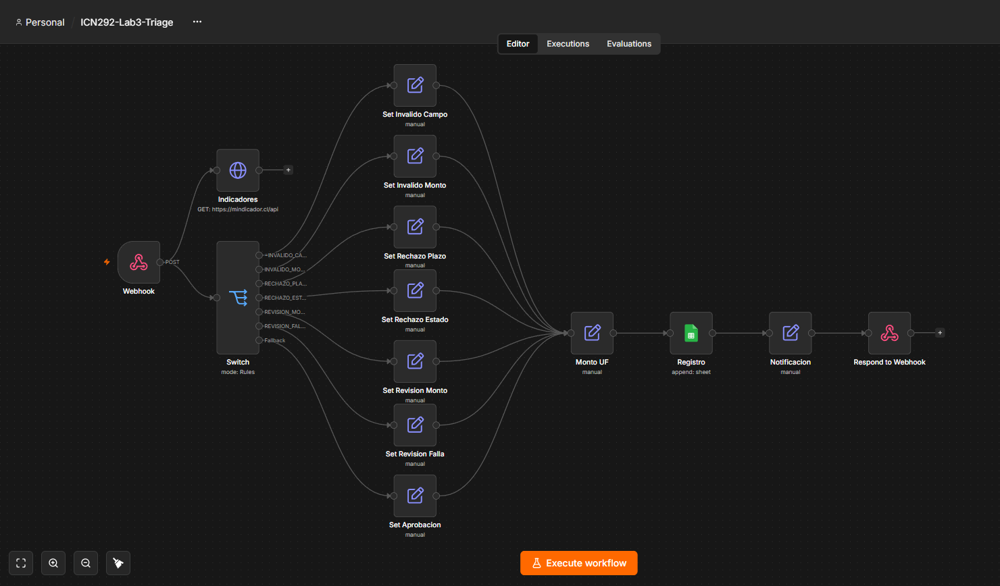 Personal / ICN292-Lab3-Triage ...
Editor Executions Evaluations
Set Invalido Campo
manual
Set Invalido Monto
manual
Indicadores
GET: https://mindicador.cl/api
Set Rechazo Plazo
manual
POST
Webhook
=INVALIDO_CA...
INVALIDO_MO...
RECHAZO_PLA...
RECHAZO_EST...
REVISION_MO...
REVISION_FAL...
Fallback
Switch
mode: Rules
Set Rechazo Estado
manual
Set Revision Monto
manual
Set Revision Falla
manual
Set Aprobacion
manual
Monto UF
manual
Registro
append: sheet
Notificacion
manual
Respond to Webhook
Execute workflow